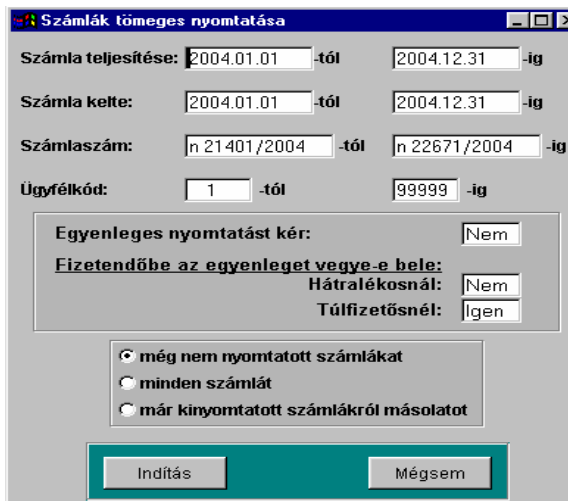 Számlák tömeges nyomtatása
Számla teljesítése: 2004.01.01 -tól 2004.12.31 -ig
Számla kelte: 2004.01.01 -tól 2004.12.31 -ig
Számlaszám: n 21401/2004 -tól n 22671/2004 -ig
Ügyfélkód: 1 -tól 99999 -ig
Egyenleges nyomtatást kér: Nem
Fizetendőbe az egyenleget vegye-e bele:
Hátralékosnál: Nem
Túlfizetősnél: Igen
még nem nyomtatott számlákat
minden számlát
már kinyomtatott számlákról másolatot
Indítás Mégsem